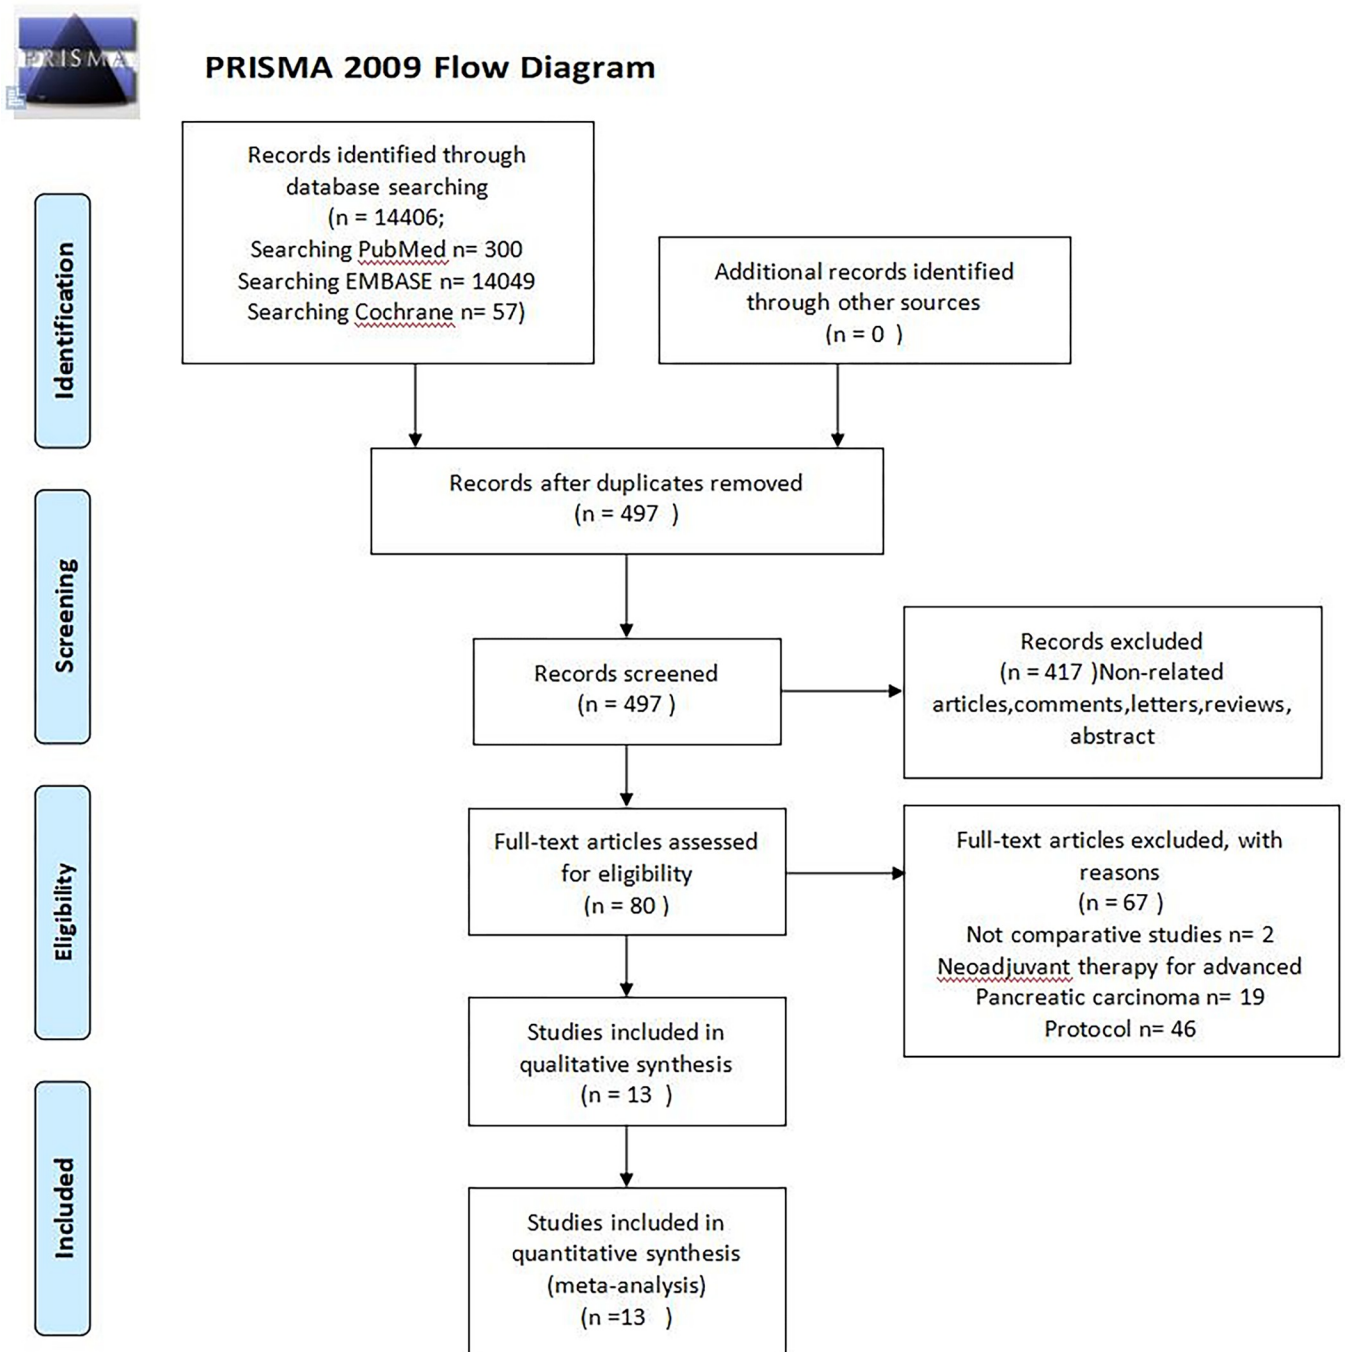 PRISMA
PRISMA 2009 Flow Diagram
Records identified through
database searching
(n = 14406;
Searching PubMed n= 300
Searching EMBASE n= 14049
Searching Cochrane n= 57)
Additional records identified
through other sources
(n = 0  )
Identification
Records after duplicates removed
(n = 497  )
Screening
Records screened
(n = 497 )
Records excluded
(n = 417 )Non-related
articles,comments,letters,reviews,
abstract
Full-text articles assessed
for eligibility
(n = 80 )
Full-text articles excluded, with
reasons
(n = 67 )
Not comparative studies n= 2
Neoadjuvant therapy for advanced
Pancreatic carcinoma n= 19
Protocol n= 46
Eligibility
Studies included in
qualitative synthesis
(n = 13  )
Included
Studies included in
quantitative synthesis
(meta-analysis)
(n =13   )